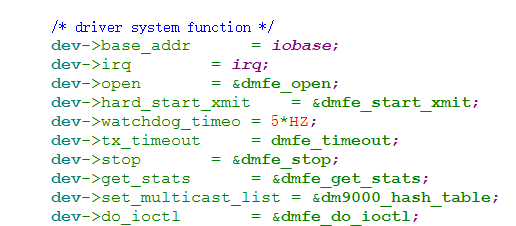 /* driver system function */
dev->base_addr = iobase;
dev->irq = irq;
dev->open = &dmfe_open;
dev->hard_start_xmit = &dmfe_start_xmit;
dev->watchdog_timeo = 5*HZ;
dev->tx_timeout = dmfe_timeout;
dev->stop = &dmfe_stop;
dev->get_stats = &dmfe_get_stats;
dev->set_multicast_list = &dm9000_hash_table;
dev->do_ioctl = &dmfe_do_ioctl;